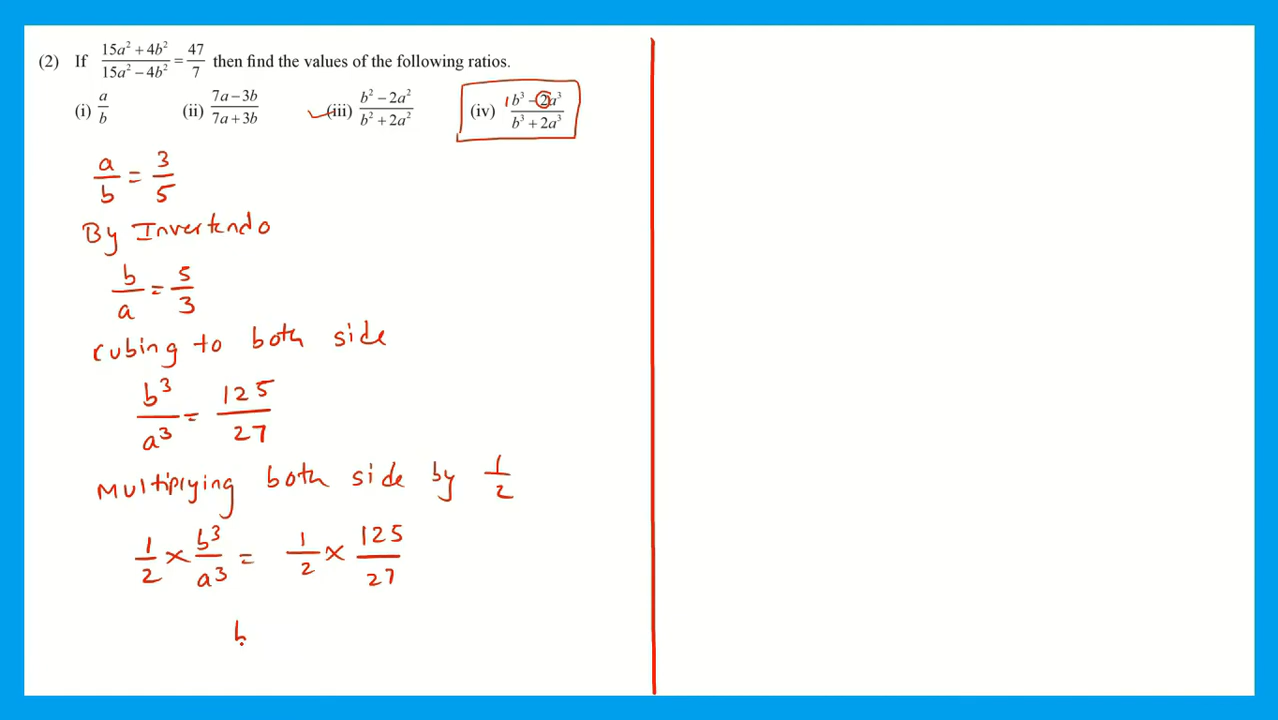 (2) If (15a² + 4b²)/(15a² − 4b²) = 47/7 then find the values of the following ratios.
(i) a/b (ii) (7a − 3b)/(7a + 3b) (iii) (b² − 2a²)/(b² + 2a²) (iv) (1b³ − 2a³)/(b³ + 2a³)
a/b = 3/5
By Invertendo
b/a = 5/3
cubing to both side
b³/a³ = 125/27
Multiplying both side by 1/2
1/2 × b³/a³ = 1/2 × 125/27
b